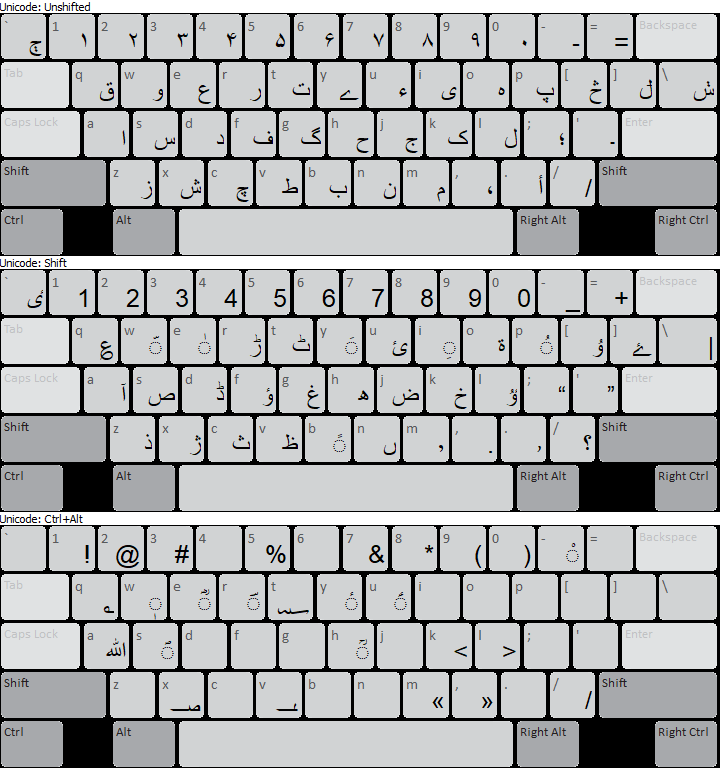 Unicode: Unshifted
` 1 ۱ 2 ۲ 3 ۳ 4 ۴ 5 ۵ 6 ۶ 7 ۷ 8 ۸ 9 ۹ 0 ۰ - - = = Backspace
Tab q ق w و e ع r ر t ت y ے u ء i ی o ہ p پ [ ] \
Caps Lock a ا s س d د f ف g گ h ح j ج k ک l ل ; ؛ ' ۔ Enter
Shift z ز x ش c چ v ط b ب n ن m م , ، . أ / / Shift
Ctrl Alt Right Alt Right Ctrl
Unicode: Shift
` 1 1 2 2 3 3 4 4 5 5 6 6 7 7 8 8 9 9 0 0 - _ = + Backspace
Tab q w ّ e ٰ r ڑ t ٹ y َ u ئ i ِ o ۃ p ُ [ ] ۓ \ |
Caps Lock a آ s ص d ڈ f ؤ g غ h ھ j ض k خ l ; “ ' ” Enter
Shift z ذ x ژ c ث v ظ b ً n ں m , . . , / ؟ Shift
Ctrl Alt Right Alt Right Ctrl
Unicode: Ctrl+Alt
` 1 ! 2 @ 3 # 4 5 % 6 7 & 8 * 9 ( 0 ) - ْ = Backspace
Tab q w e r t y u i o p [ ] \
Caps Lock a ﷲ s d f g h j k < l > ; ' Enter
Shift z x c v b n m « , » . / / Shift
Ctrl Alt Right Alt Right Ctrl